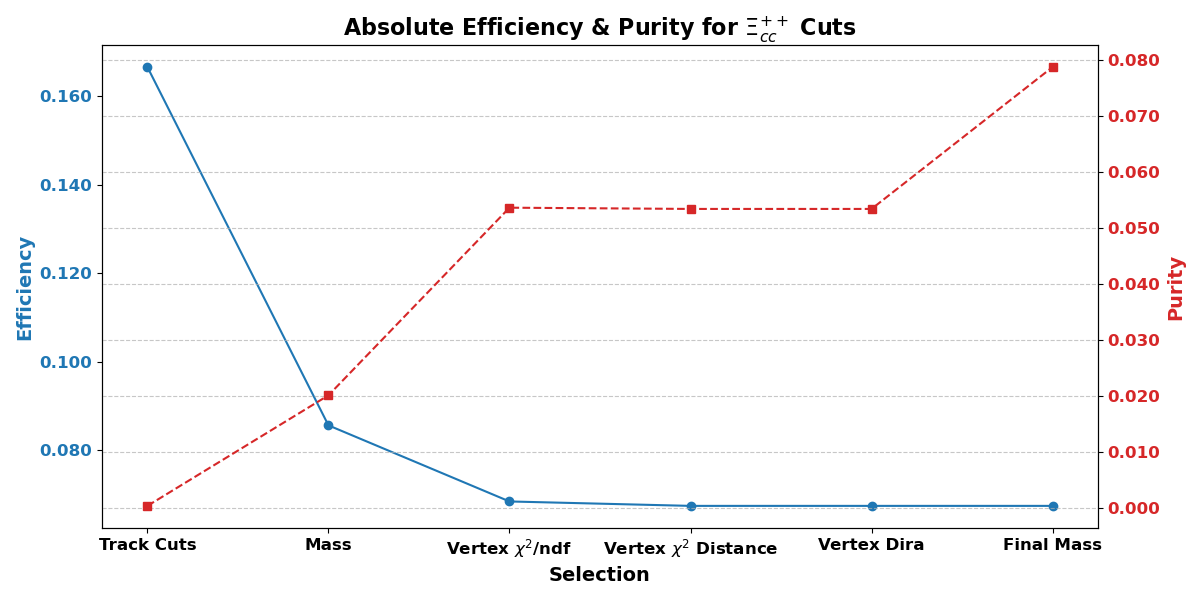 Absolute Efficiency & Purity for Ξcc++ Cuts
0.160
0.140
0.120
0.100
0.080
Efficiency
0.080
0.070
0.060
0.050
0.040
0.030
0.020
0.010
0.000
Purity
Track Cuts Mass Vertex χ²/ndf Vertex χ² Distance Vertex Dira Final Mass
Selection